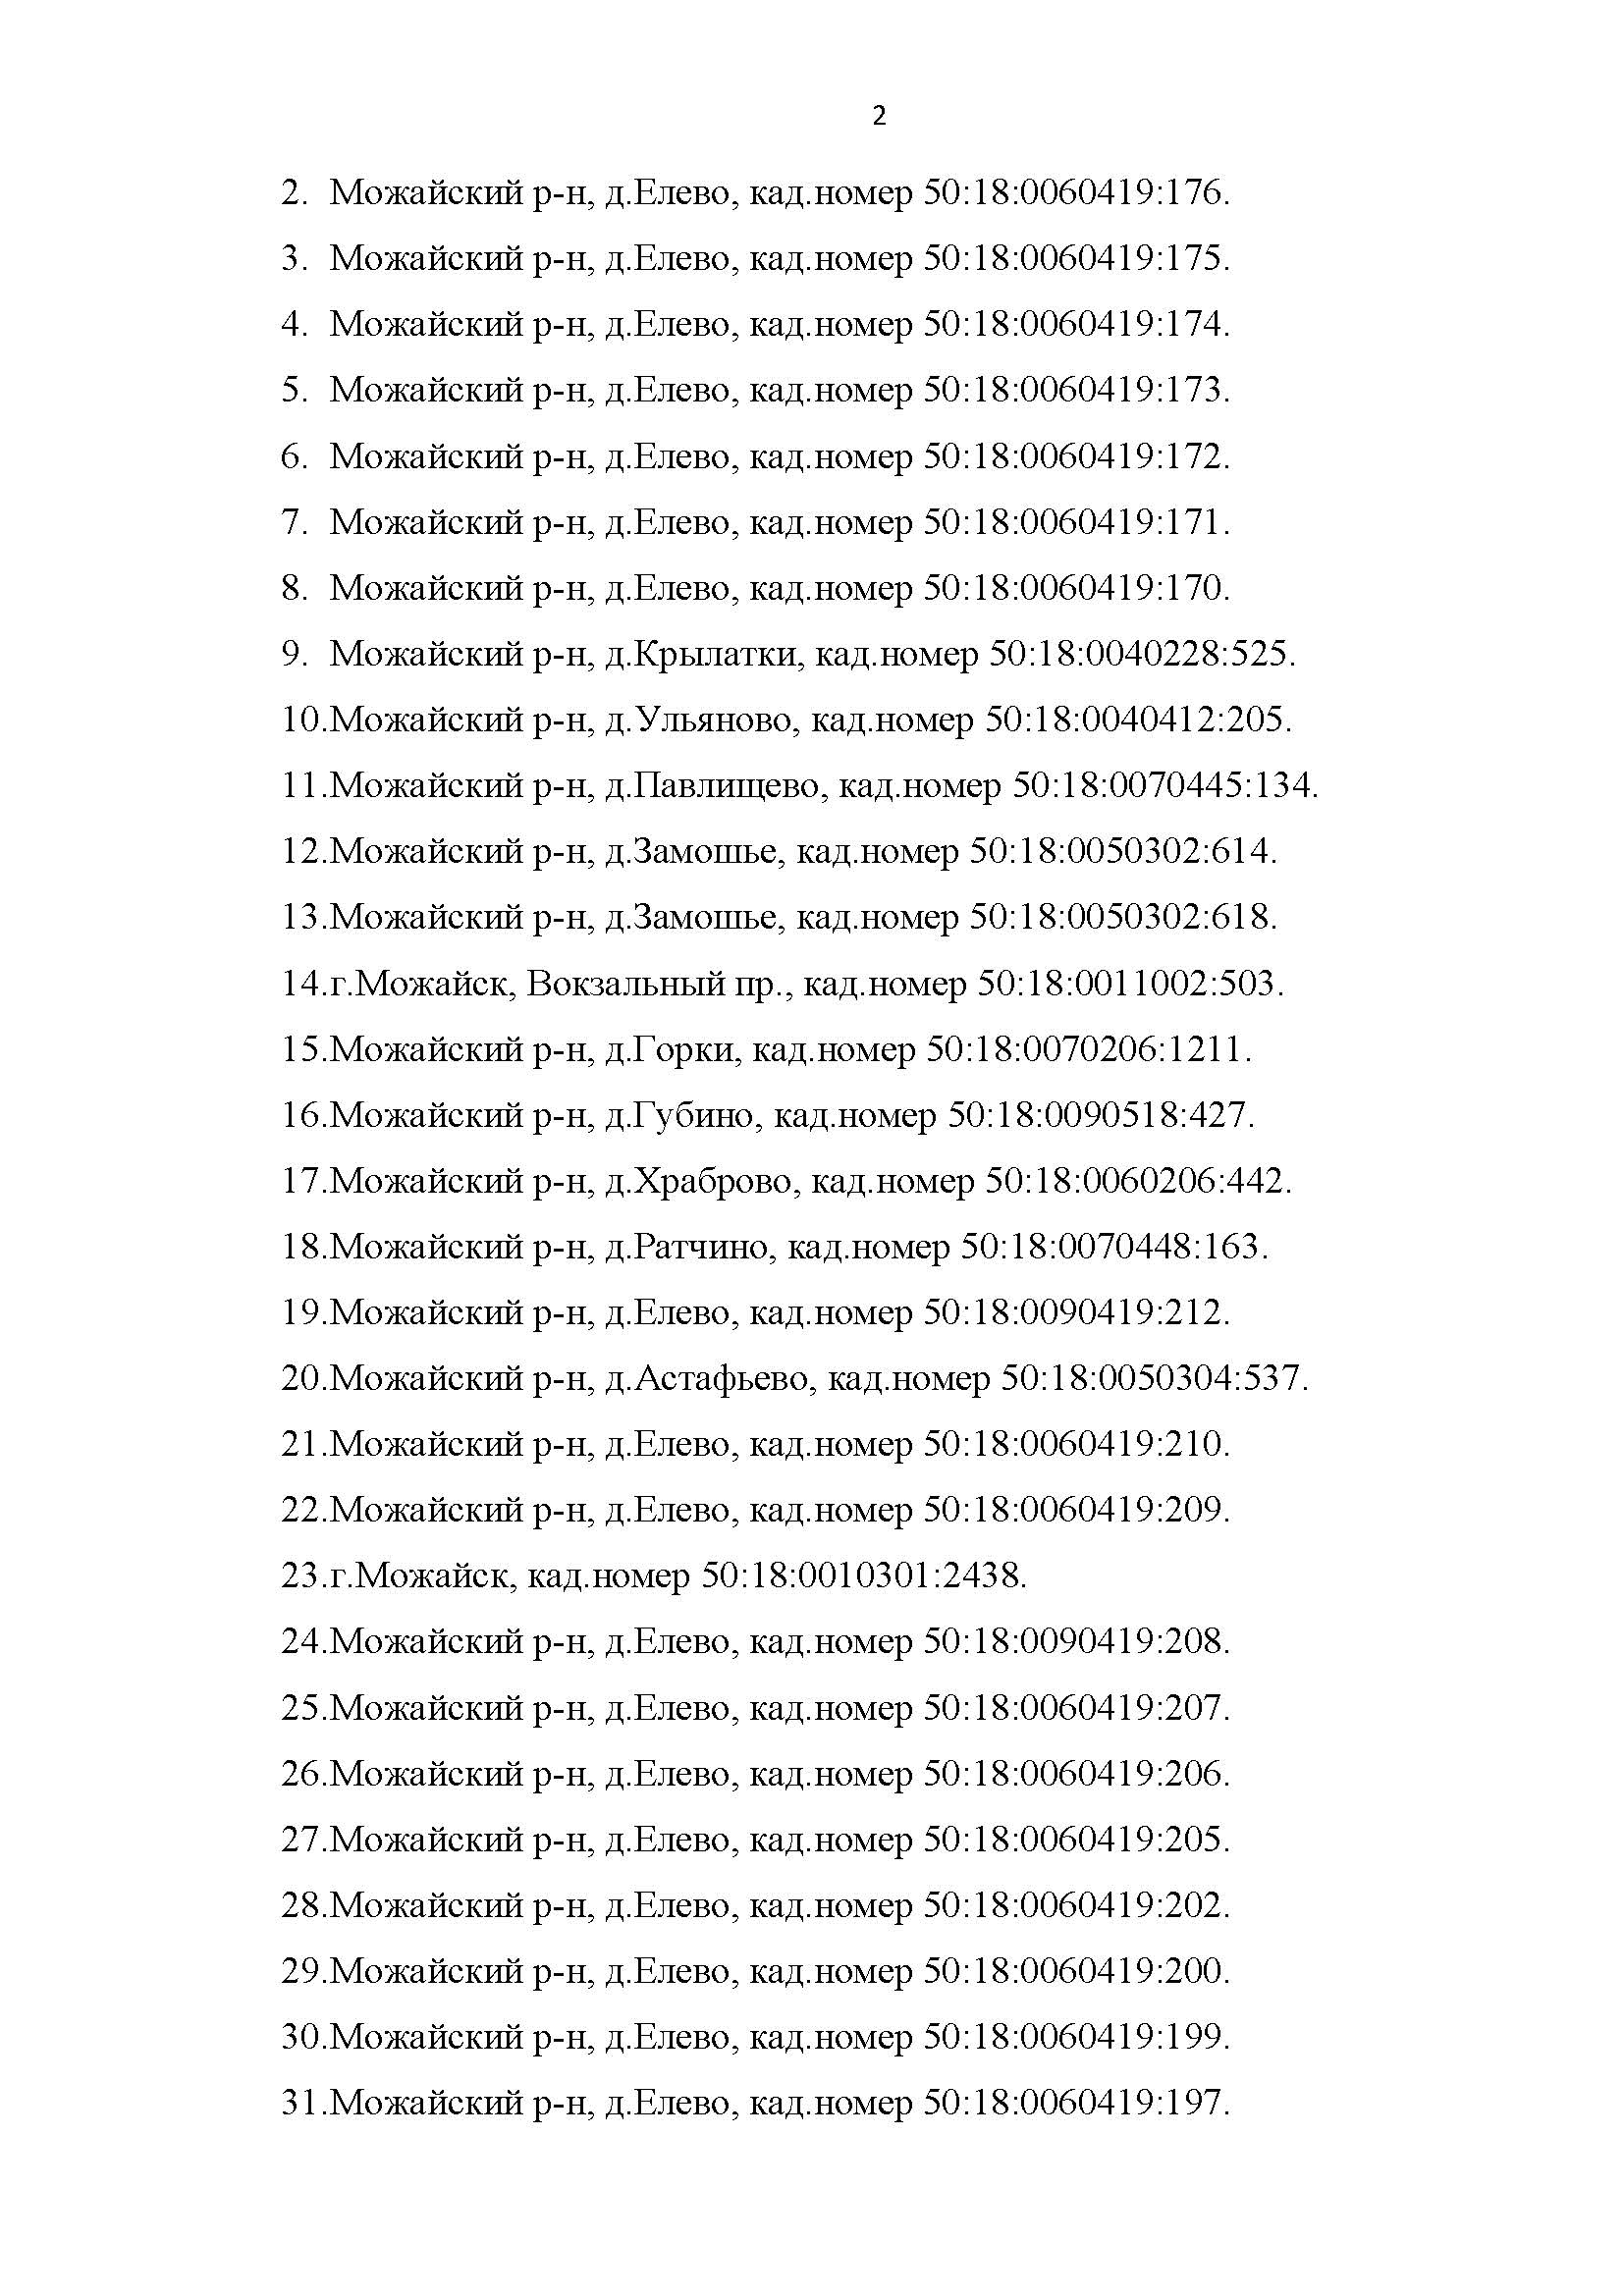 2
2. Можайский р-н, д.Елево, кад.номер 50:18:0060419:176.
3. Можайский р-н, д.Елево, кад.номер 50:18:0060419:175.
4. Можайский р-н, д.Елево, кад.номер 50:18:0060419:174.
5. Можайский р-н, д.Елево, кад.номер 50:18:0060419:173.
6. Можайский р-н, д.Елево, кад.номер 50:18:0060419:172.
7. Можайский р-н, д.Елево, кад.номер 50:18:0060419:171.
8. Можайский р-н, д.Елево, кад.номер 50:18:0060419:170.
9. Можайский р-н, д.Крылатки, кад.номер 50:18:0040228:525.
10.Можайский р-н, д.Ульяново, кад.номер 50:18:0040412:205.
11.Можайский р-н, д.Павлищево, кад.номер 50:18:0070445:134.
12.Можайский р-н, д.Замошье, кад.номер 50:18:0050302:614.
13.Можайский р-н, д.Замошье, кад.номер 50:18:0050302:618.
14.г.Можайск, Вокзальный пр., кад.номер 50:18:0011002:503.
15.Можайский р-н, д.Горки, кад.номер 50:18:0070206:1211.
16.Можайский р-н, д.Губино, кад.номер 50:18:0090518:427.
17.Можайский р-н, д.Храброво, кад.номер 50:18:0060206:442.
18.Можайский р-н, д.Ратчино, кад.номер 50:18:0070448:163.
19.Можайский р-н, д.Елево, кад.номер 50:18:0090419:212.
20.Можайский р-н, д.Астафьево, кад.номер 50:18:0050304:537.
21.Можайский р-н, д.Елево, кад.номер 50:18:0060419:210.
22.Можайский р-н, д.Елево, кад.номер 50:18:0060419:209.
23.г.Можайск, кад.номер 50:18:0010301:2438.
24.Можайский р-н, д.Елево, кад.номер 50:18:0090419:208.
25.Можайский р-н, д.Елево, кад.номер 50:18:0060419:207.
26.Можайский р-н, д.Елево, кад.номер 50:18:0060419:206.
27.Можайский р-н, д.Елево, кад.номер 50:18:0060419:205.
28.Можайский р-н, д.Елево, кад.номер 50:18:0060419:202.
29.Можайский р-н, д.Елево, кад.номер 50:18:0060419:200.
30.Можайский р-н, д.Елево, кад.номер 50:18:0060419:199.
31.Можайский р-н, д.Елево, кад.номер 50:18:0060419:197.